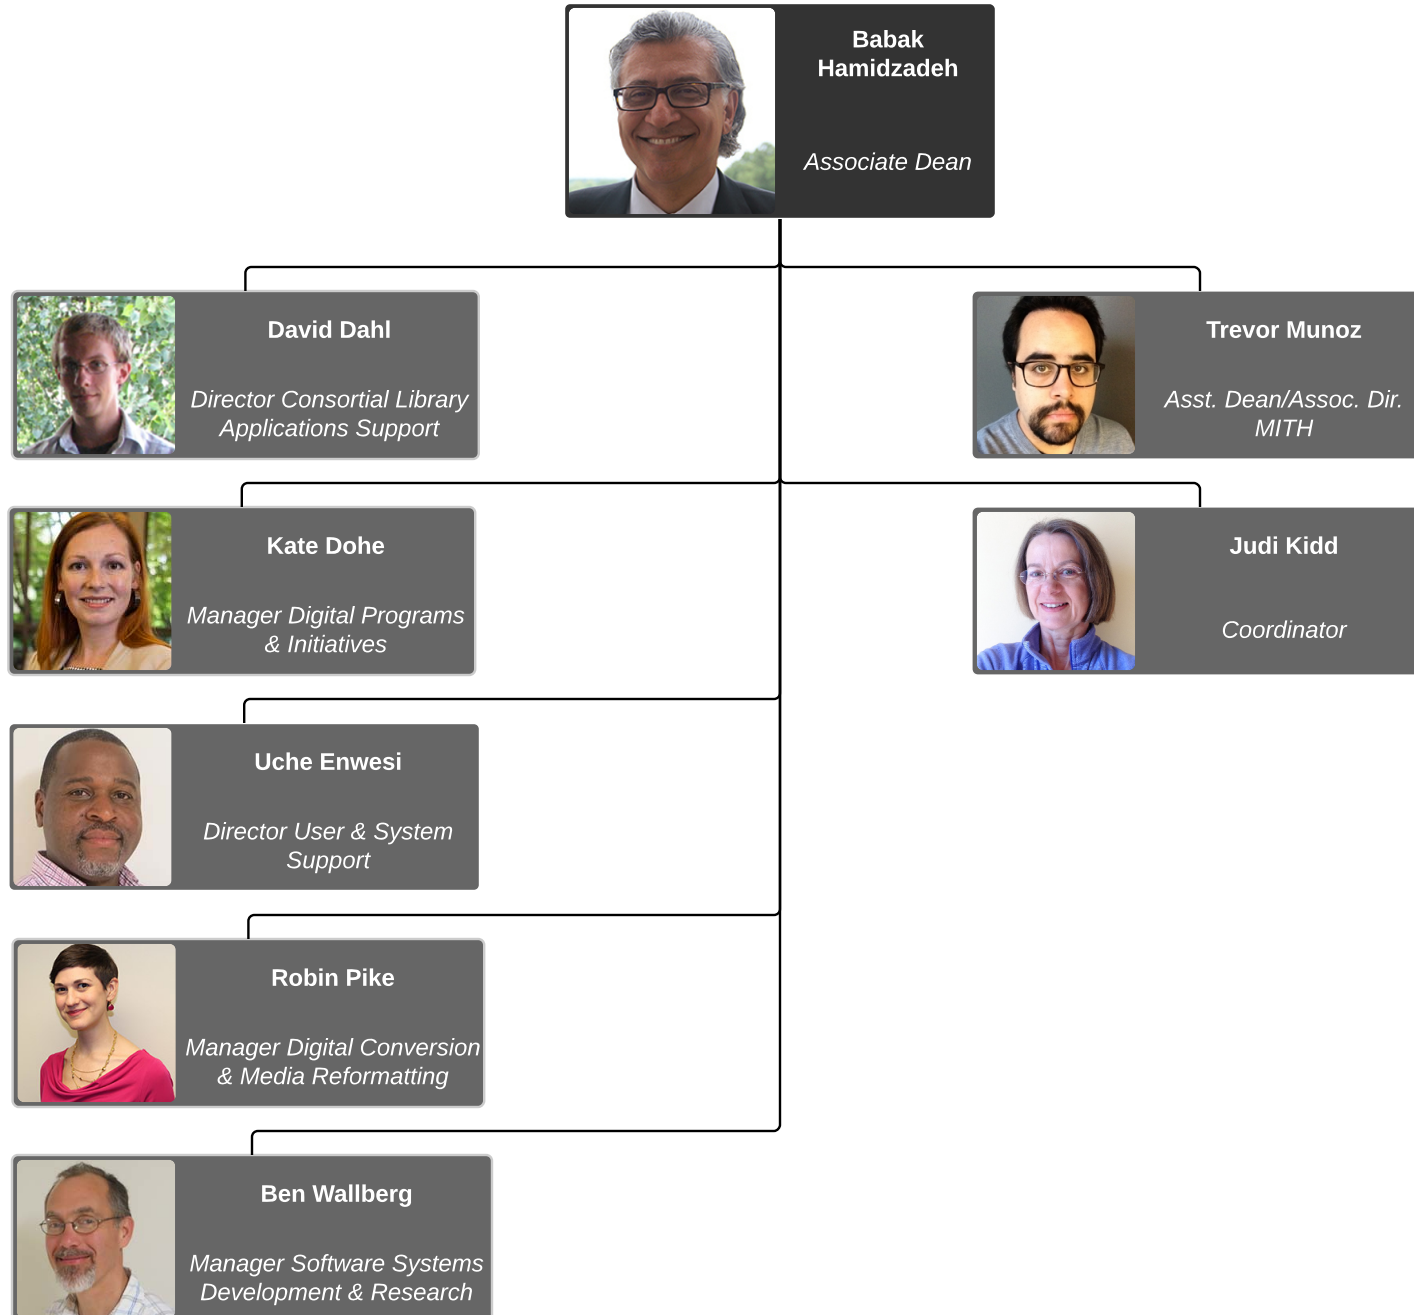 Babak
Hamidzadeh
Associate Dean
David Dahl
Director Consortial Library
Applications Support
Trevor Munoz
Asst. Dean/Assoc. Dir.
MITH
Kate Dohe
Manager Digital Programs
& Initiatives
Judi Kidd
Coordinator
Uche Enwesi
Director User & System
Support
Robin Pike
Manager Digital Conversion
& Media Reformatting
Ben Wallberg
Manager Software Systems
Development & Research